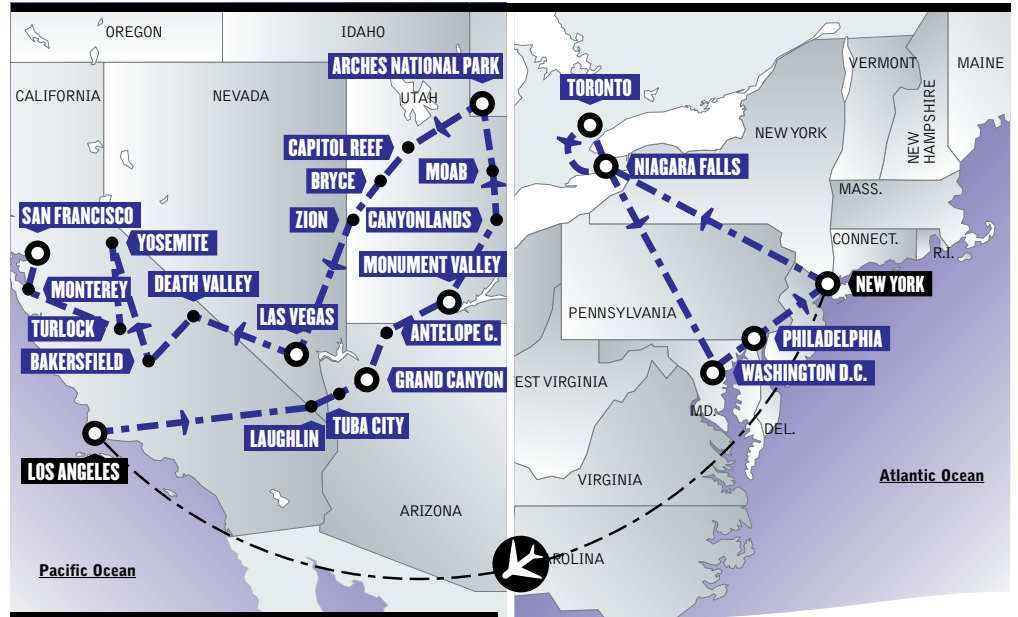 OREGON
IDAHO
ARCHES NATIONAL PARK
CALIFORNIA
NEVADA
UTAH
CAPITOL REEF
BRYCE
MOAB
ZION
CANYONLANDS
SAN FRANCISCO
YOSEMITE
MONUMENT VALLEY
DEATH VALLEY
MONTEREY
LAS VEGAS
TURLOCK
ANTELOPE C.
BAKERSFIELD
GRAND CANYON
TUBA CITY
LAUGHLIN
LOS ANGELES
ARIZONA
Pacific Ocean
VERMONT
MAINE
TORONTO
NEW YORK
NEW
HAMPSHIRE
NIAGARA FALLS
MASS.
CONNECT.
R.I.
NEW YORK
PENNSYLVANIA
PHILADELPHIA
WASHINGTON D.C.
EST VIRGINIA
MD.
DEL.
VIRGINIA
Atlantic Ocean
ROLINA